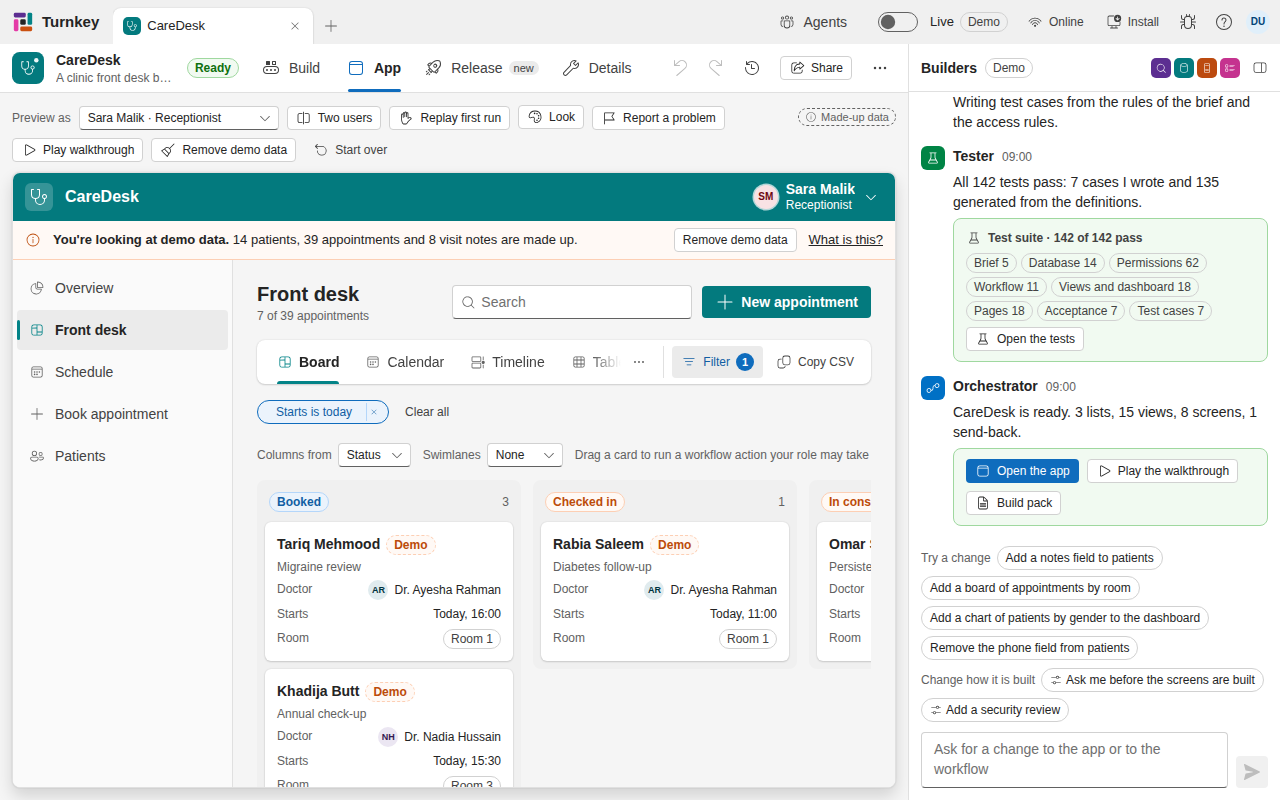 Turnkey
CareDesk
Agents
Live
Demo
Online
Install
DU
CareDesk
A clinic front desk b...
Ready
Build
App
Release new
Details
Share
Builders
Demo
Preview as
Sara Malik · Receptionist
Two users
Replay first run
Look
Report a problem
Made-up data
Play walkthrough
Remove demo data
Start over
CareDesk
SM
Sara Malik
Receptionist
You're looking at demo data. 14 patients, 39 appointments and 8 visit notes are made up.
Remove demo data
What is this?
Overview
Front desk
Schedule
Book appointment
Patients
Front desk
7 of 39 appointments
Search
New appointment
Board
Calendar
Timeline
Filter 1
Copy CSV
Starts is today
Clear all
Columns from
Status
Swimlanes
None
Drag a card to run a workflow action your role may take
Booked 3
Tariq Mehmood Demo
Migraine review
Doctor AR Dr. Ayesha Rahman
Starts Today, 16:00
Room Room 1
Khadija Butt Demo
Annual check-up
Doctor NH Dr. Nadia Hussain
Starts Today, 15:30
Room Room 3
Checked in 1
Rabia Saleem Demo
Diabetes follow-up
Doctor AR Dr. Ayesha Rahman
Starts Today, 11:00
Room Room 1
In cons
Omar
Persiste
Doctor
Starts
Room
Writing test cases from the rules of the brief and
the access rules.
Tester 09:00
All 142 tests pass: 7 cases I wrote and 135
generated from the definitions.
Test suite · 142 of 142 pass
Brief 5
Database 14
Permissions 62
Workflow 11
Views and dashboard 18
Pages 18
Acceptance 7
Test cases 7
Open the tests
Orchestrator 09:00
CareDesk is ready. 3 lists, 15 views, 8 screens, 1
send-back.
Open the app
Play the walkthrough
Build pack
Try a change
Add a notes field to patients
Add a board of appointments by room
Add a chart of patients by gender to the dashboard
Remove the phone field from patients
Change how it is built
Ask me before the screens are built
Add a security review
Ask for a change to the app or to the
workflow